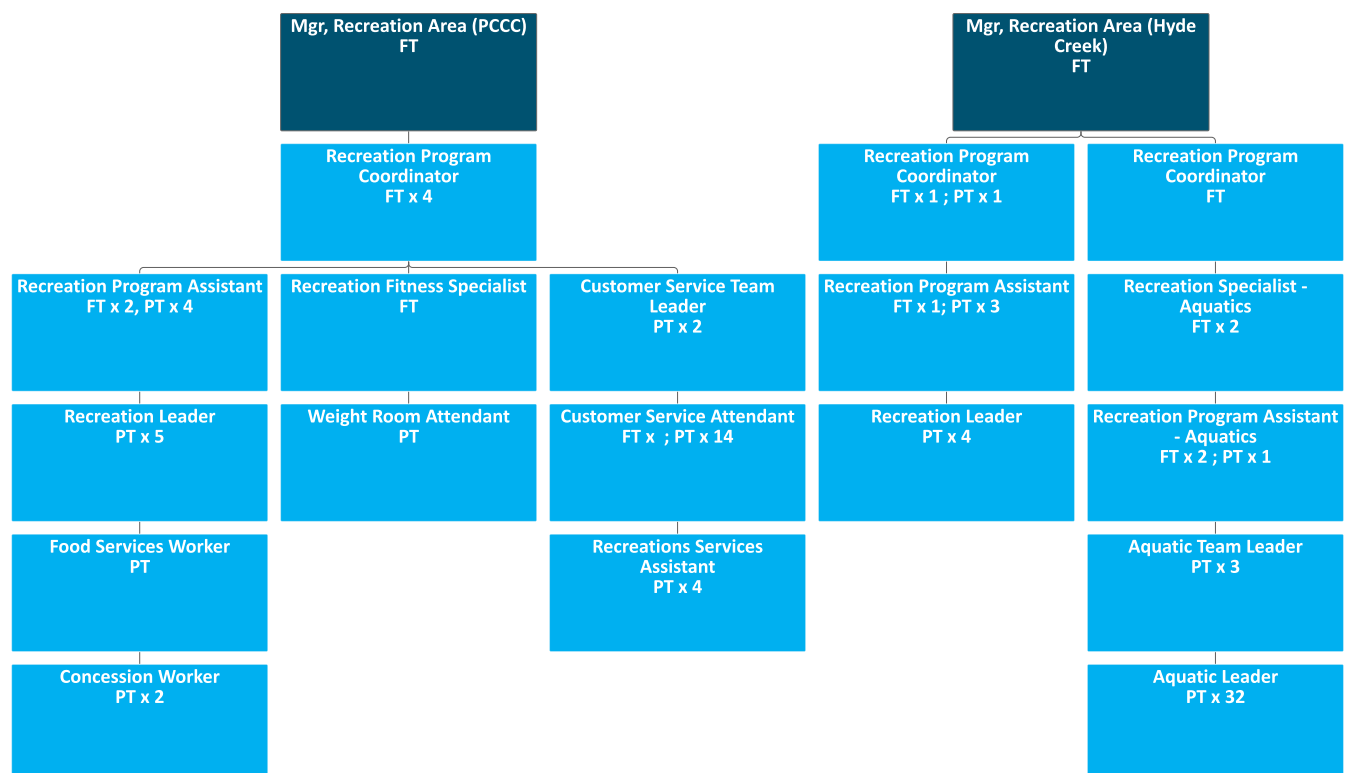 Mgr, Recreation Area (PCCC)
FT
Mgr, Recreation Area (Hyde
Creek)
FT
Recreation Program
Coordinator
FT x 4
Recreation Program
Coordinator
FT x 1 ; PT x 1
Recreation Program
Coordinator
FT
Recreation Program Assistant
FT x 2, PT x 4
Recreation Fitness Specialist
FT
Customer Service Team
Leader
PT x 2
Recreation Program Assistant
FT x 1; PT x 3
Recreation Specialist -
Aquatics
FT x 2
Recreation Leader
PT x 5
Weight Room Attendant
PT
Customer Service Attendant
FT x  ; PT x 14
Recreation Leader
PT x 4
Recreation Program Assistant
- Aquatics
FT x 2 ; PT x 1
Food Services Worker
PT
Recreations Services
Assistant
PT x 4
Aquatic Team Leader
PT x 3
Concession Worker
PT x 2
Aquatic Leader
PT x 32